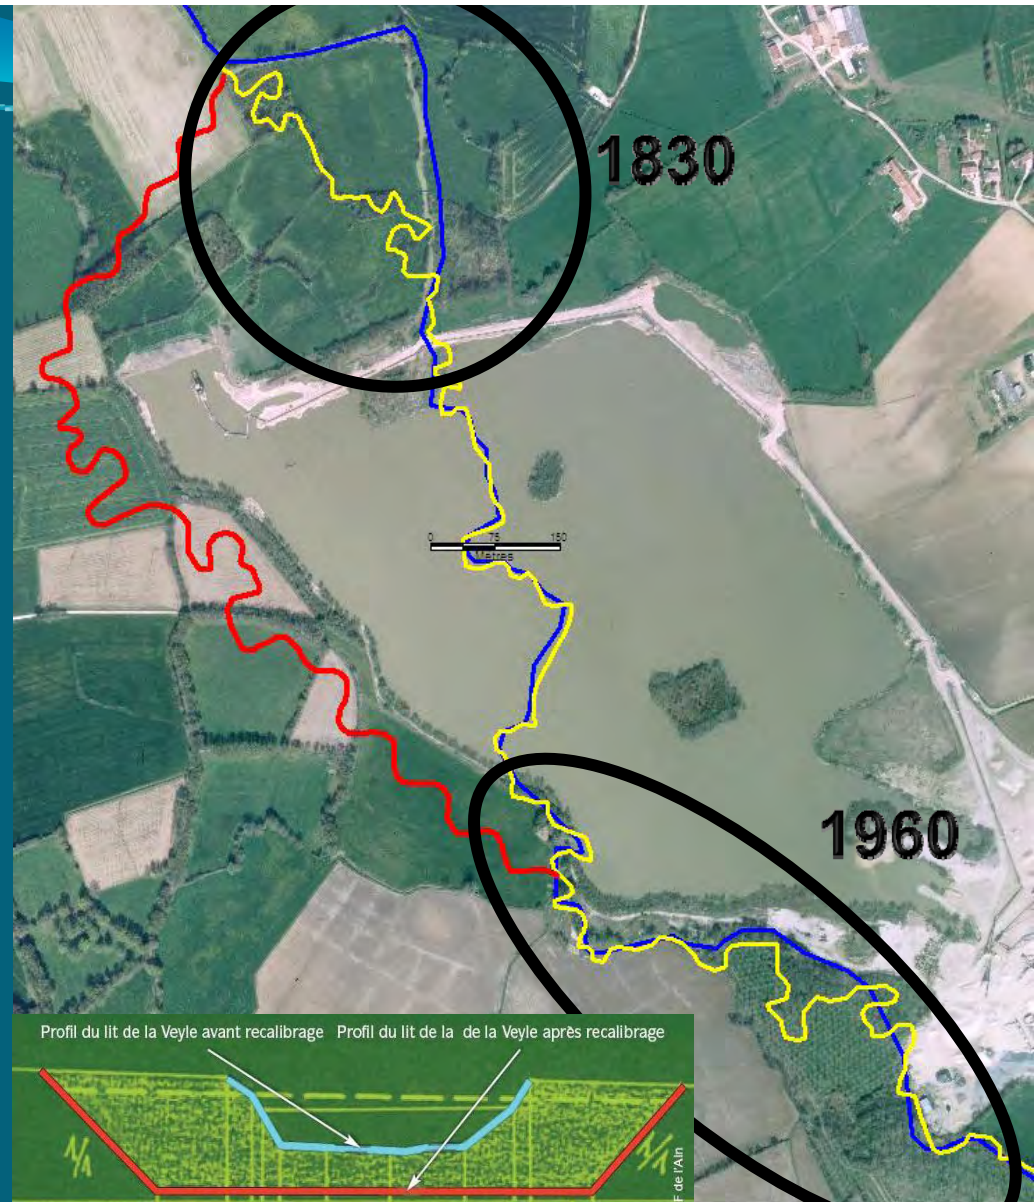 1830
0 75 150
Metres
1960
Profil du lit de la Veyle avant recalibrage Profil du lit de la de la Veyle après recalibrage
1/1 1/1
F de l'Ain